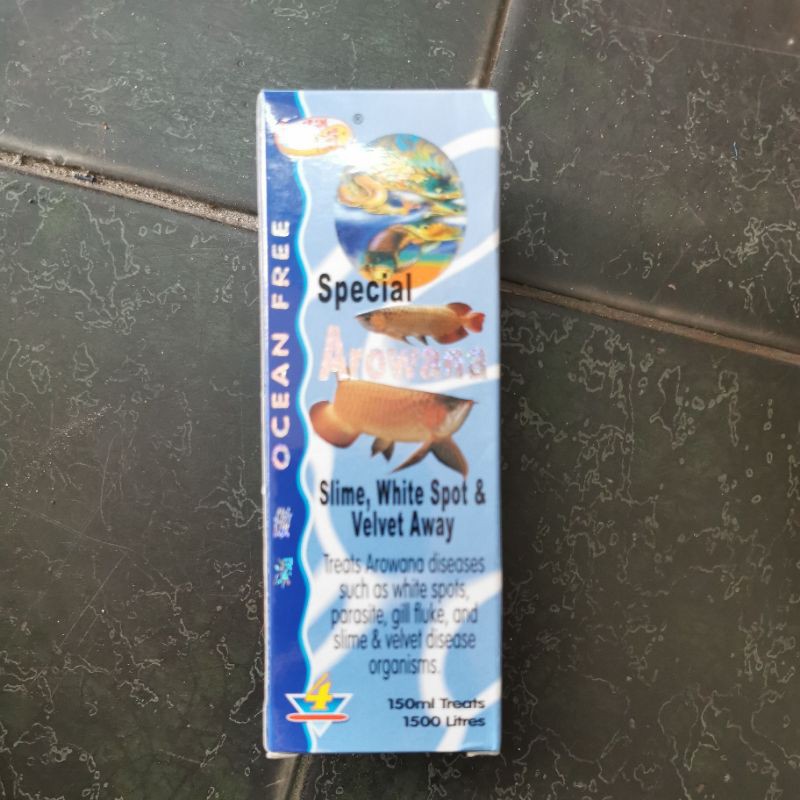 ®
OCEAN FREE
Special
Arowana
Slime, White Spot &
Velvet Away
Treats Arowana diseases
such as white spots,
parasite, gill fluke, and
slime & velvet disease
organisms.
4
150ml Treats
1500 Litres